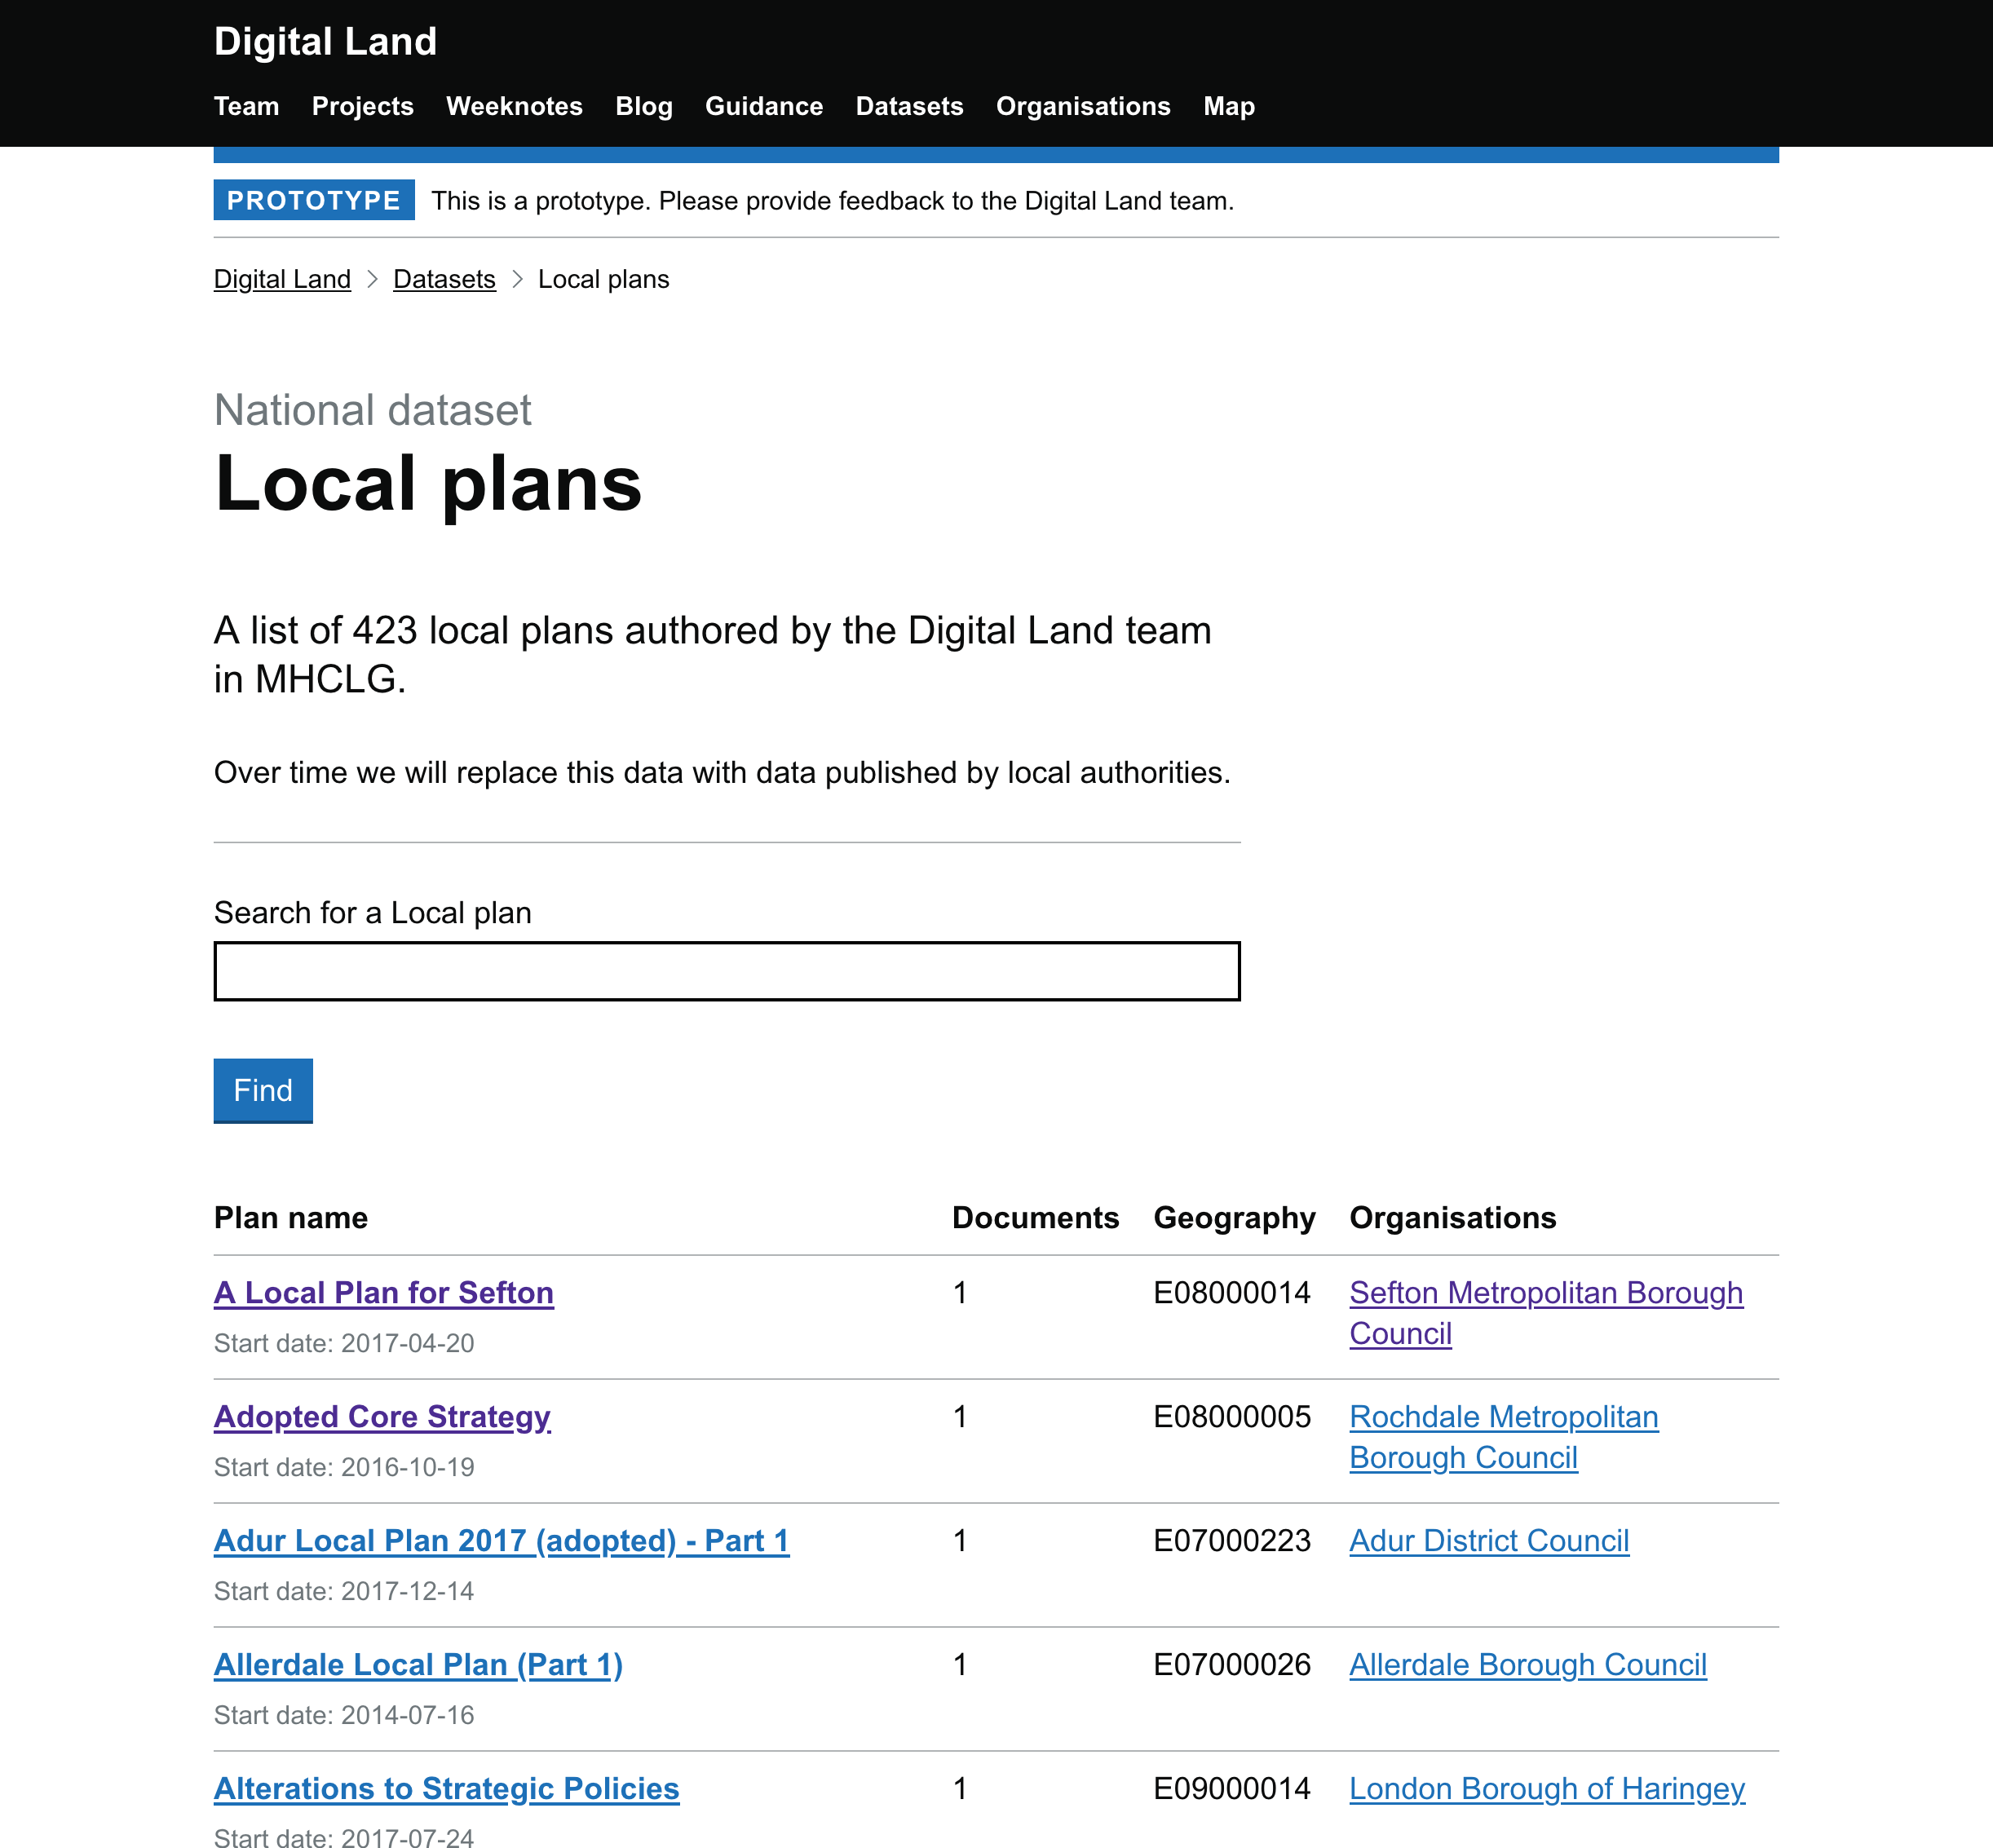 Digital Land
Team Projects Weeknotes Blog Guidance Datasets Organisations Map
PROTOTYPE This is a prototype. Please provide feedback to the Digital Land team.
Digital Land > Datasets > Local plans
National dataset
Local plans
A list of 423 local plans authored by the Digital Land team
in MHCLG.
Over time we will replace this data with data published by local authorities.
Search for a Local plan
Find
Plan name Documents Geography Organisations
A Local Plan for Sefton 1 E08000014 Sefton Metropolitan Borough
Council
Start date: 2017-04-20
Adopted Core Strategy 1 E08000005 Rochdale Metropolitan
Borough Council
Start date: 2016-10-19
Adur Local Plan 2017 (adopted) - Part 1 1 E07000223 Adur District Council
Start date: 2017-12-14
Allerdale Local Plan (Part 1) 1 E07000026 Allerdale Borough Council
Start date: 2014-07-16
Alterations to Strategic Policies 1 E09000014 London Borough of Haringey
Start date: 2017-07-24